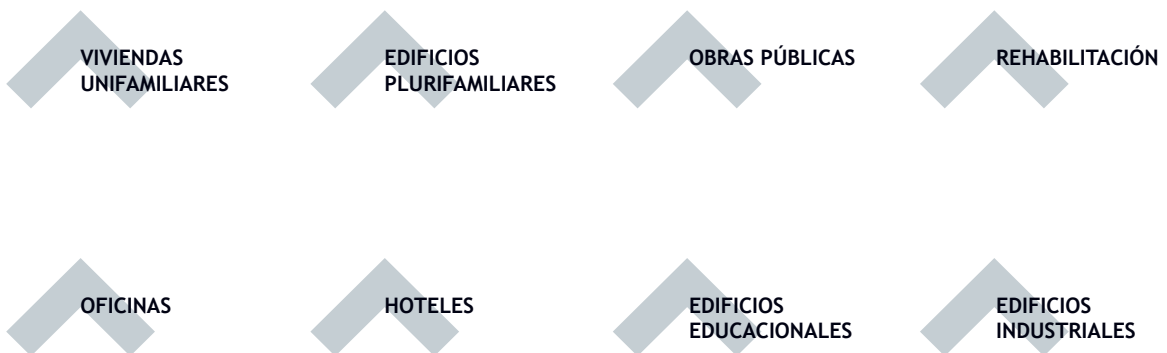 VIVIENDAS
UNIFAMILIARES
EDIFICIOS
PLURIFAMILIARES
OBRAS PÚBLICAS
REHABILITACIÓN
OFICINAS
HOTELES
EDIFICIOS
EDUCACIONALES
EDIFICIOS
INDUSTRIALES